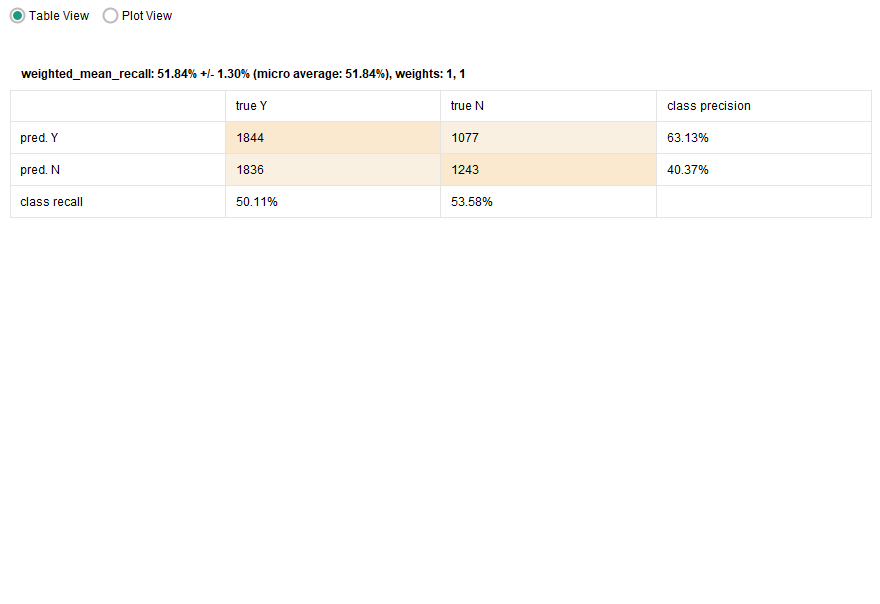 Table View Plot View
weighted_mean_recall: 51.84% +/- 1.30% (micro average: 51.84%), weights: 1, 1
true Y true N class precision
pred. Y 1844 1077 63.13%
pred. N 1836 1243 40.37%
class recall 50.11% 53.58%